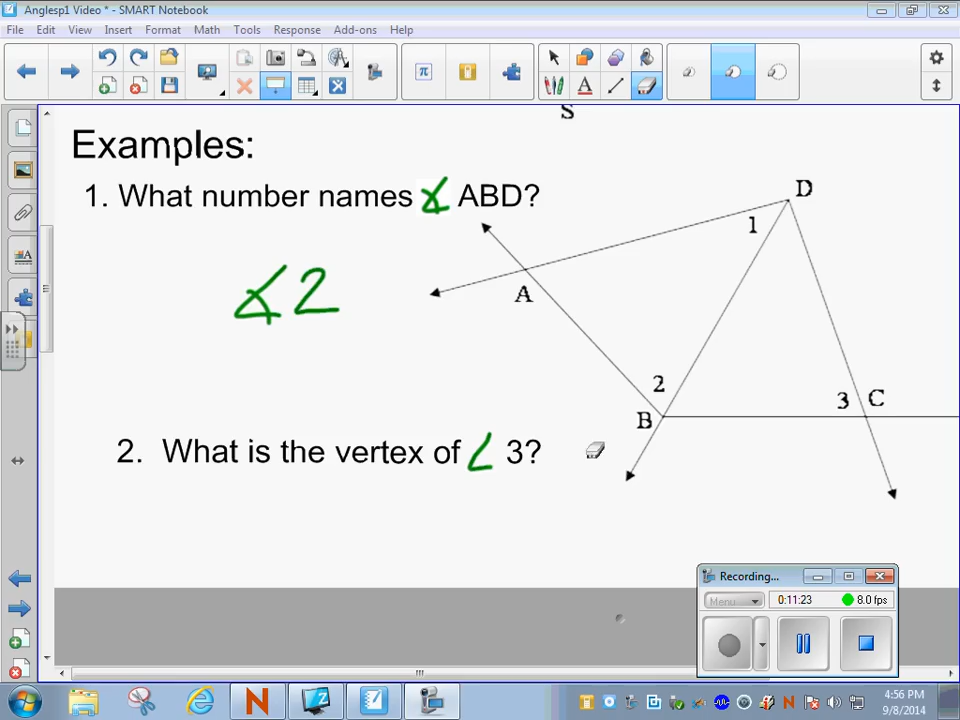 Anglesp1 Video * - SMART Notebook
File Edit View Insert Format Math Tools Response Add-ons Help
S
Examples:
1. What number names ∡ ABD?
D
1
∡2
A
2
B
3 C
2. What is the vertex of ∠ 3?
Recording...
Menu 0:11:23 8.0 fps
4:56 PM
9/8/2014